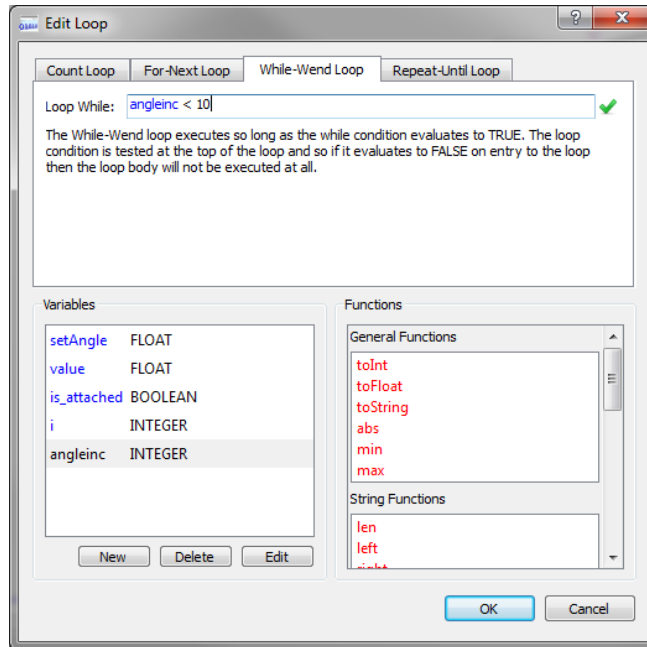 Edit Loop
?
X
Count Loop For-Next Loop While-Wend Loop Repeat-Until Loop
Loop While: angleinc < 10
The While-Wend loop executes so long as the while condition evaluates to TRUE. The loop
condition is tested at the top of the loop and so if it evaluates to FALSE on entry to the loop
then the loop body will not be executed at all.
Variables
setAngle FLOAT
value FLOAT
is_attached BOOLEAN
i INTEGER
angleinc INTEGER
New Delete Edit
Functions
General Functions
toInt
toFloat
toString
abs
min
max
String Functions
len
left
OK Cancel